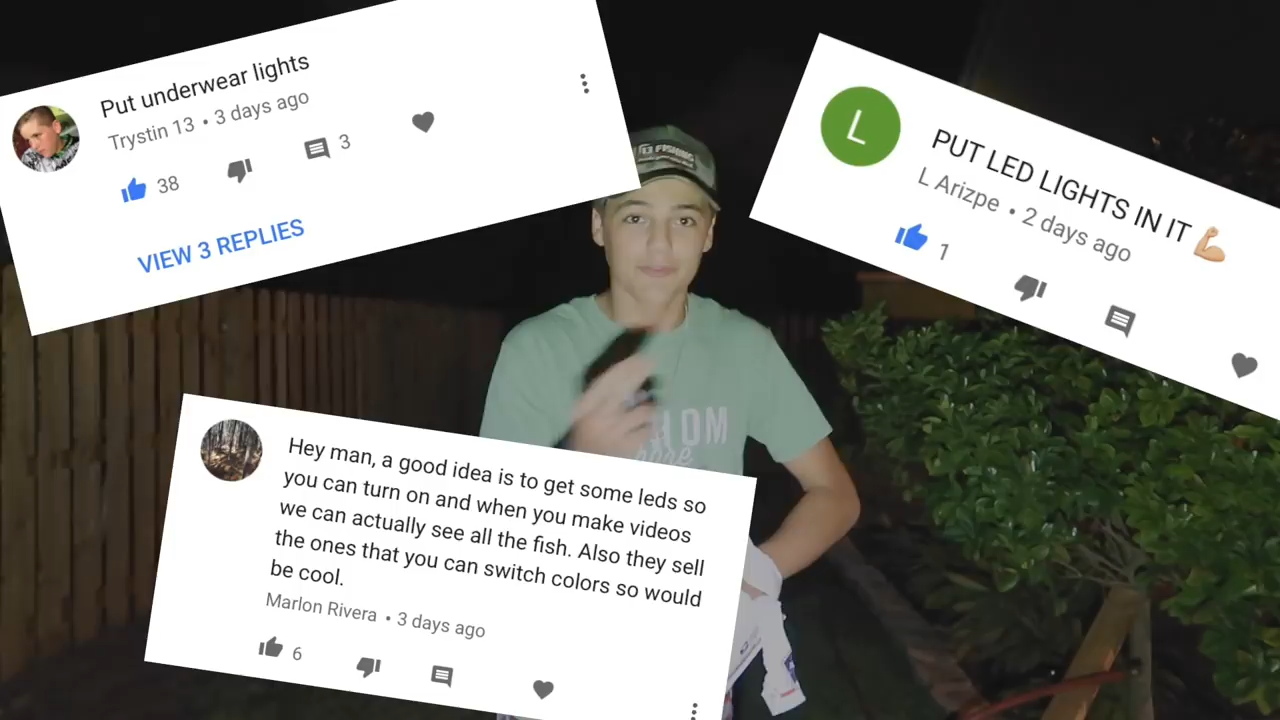 Put underwear lights
Trystin 13 • 3 days ago
38
3
VIEW 3 REPLIES
L
PUT LED LIGHTS IN IT 💪🏼
L Arizpe • 2 days ago
1
13 FISHING
OM
Hey man, a good idea is to get some leds so
you can turn on and when you make videos
we can actually see all the fish. Also they sell
the ones that you can switch colors so would
be cool.
Marlon Rivera • 3 days ago
6